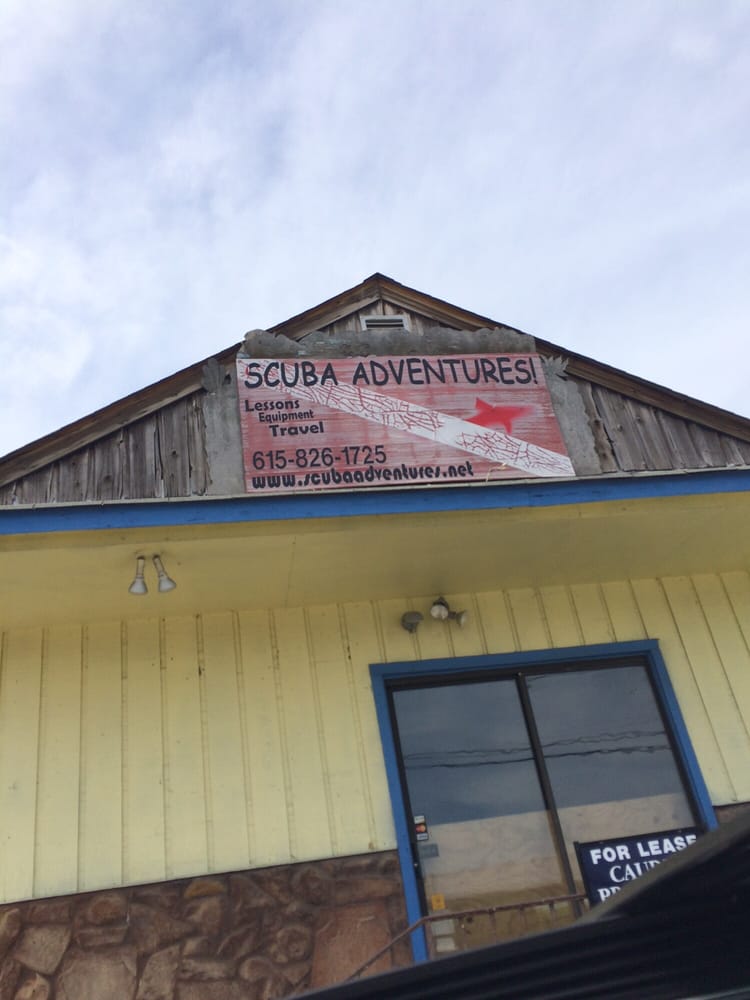 SCUBA ADVENTURES!
Lessons
Equipment
Travel
615-826-1725
www.scubaadventures.net
FOR LEASE